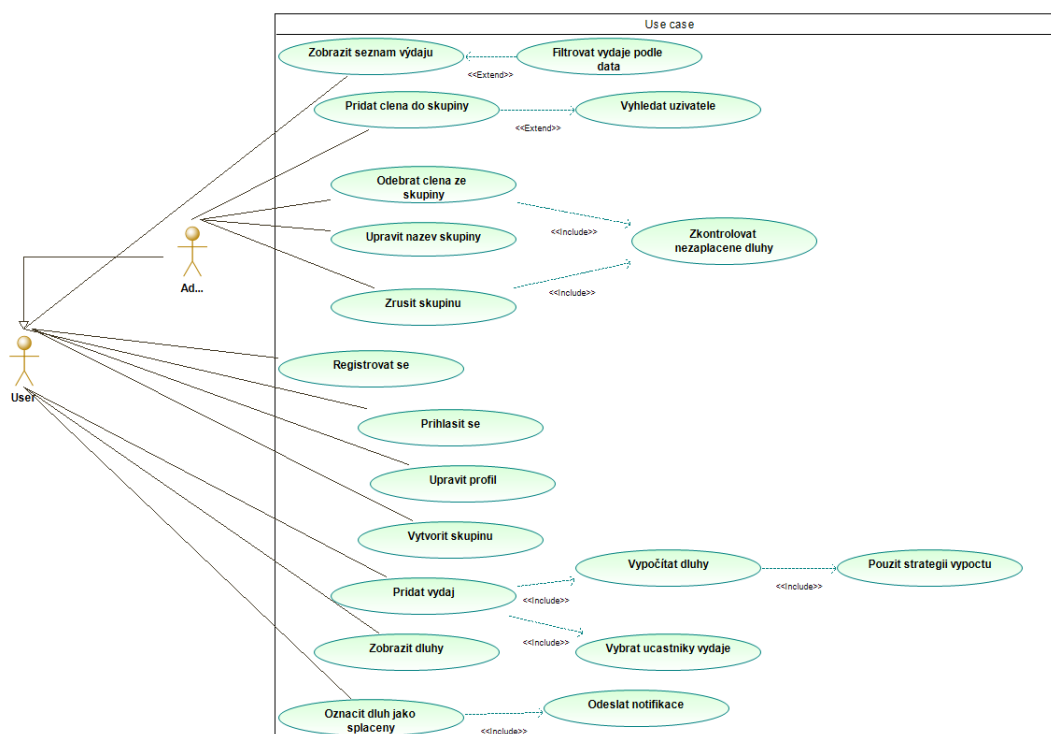 Use case
Zobrazit seznam výdaju
Filtrovat vydaje podle
data
<<Extend>>
Pridat clena do skupiny
Vyhledat uzivatele
<<Extend>>
Odebrat clena ze
skupiny
<<Include>>
Upravit nazev skupiny
Zkontrolovat
nezaplacene dluhy
Ad...
Zrusit skupinu
<<Include>>
Registrovat se
User
Prihlasit se
Upravit profil
Vytvorit skupinu
Vypočítat dluhy
Pouzit strategii vypoctu
Pridat vydaj
<<Include>>
<<Include>>
Zobrazit dluhy
<<Include>>
Vybrat ucastniky vydaje
Odeslat notifikace
Oznacit dluh jako
splaceny
<<Include>>